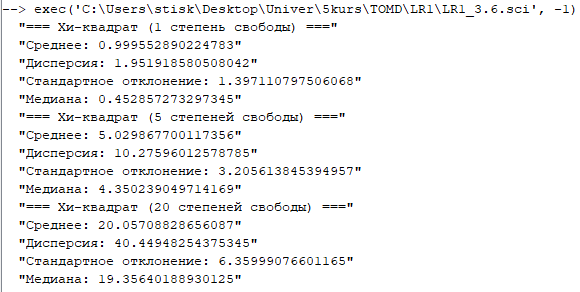 --> exec('C:\Users\stisk\Desktop\Univer\5kurs\TOMD\LR1\LR1_3.6.sci', -1)
"=== Хи-квадрат (1 степень свободы) ==="
"Среднее: 0.999552890224783"
"Дисперсия: 1.951918580508042"
"Стандартное отклонение: 1.397110797506068"
"Медиана: 0.452857273297345"
"=== Хи-квадрат (5 степеней свободы) ==="
"Среднее: 5.029867700117356"
"Дисперсия: 10.27596012578785"
"Стандартное отклонение: 3.205613845394957"
"Медиана: 4.350239049714169"
"=== Хи-квадрат (20 степеней свободы) ==="
"Среднее: 20.05708828656087"
"Дисперсия: 40.44948254375345"
"Стандартное отклонение: 6.35999076601165"
"Медиана: 19.35640188930125"